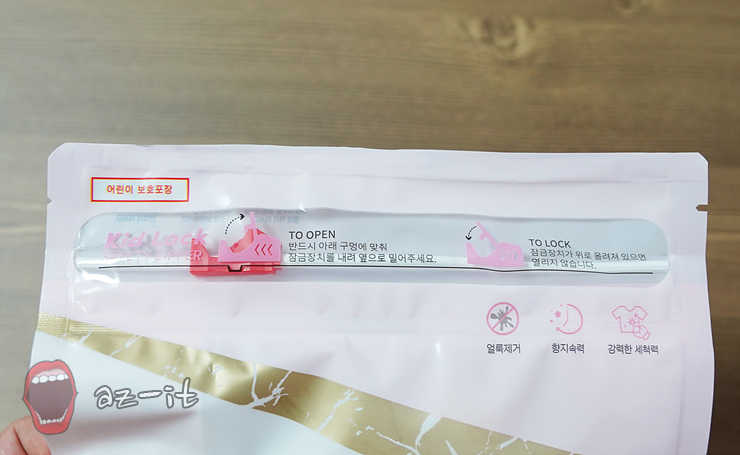 어린이 보호포장
Kid Lock
ZIPPER
TO OPEN
반드시 아래 구멍에 맞춰
잠금장치를 내려 옆으로 밀어주세요.
TO LOCK
잠금장치가 위로 올려져 있으면
열리지 않습니다.
얼룩제거
향지속력
강력한 세척력
az-it